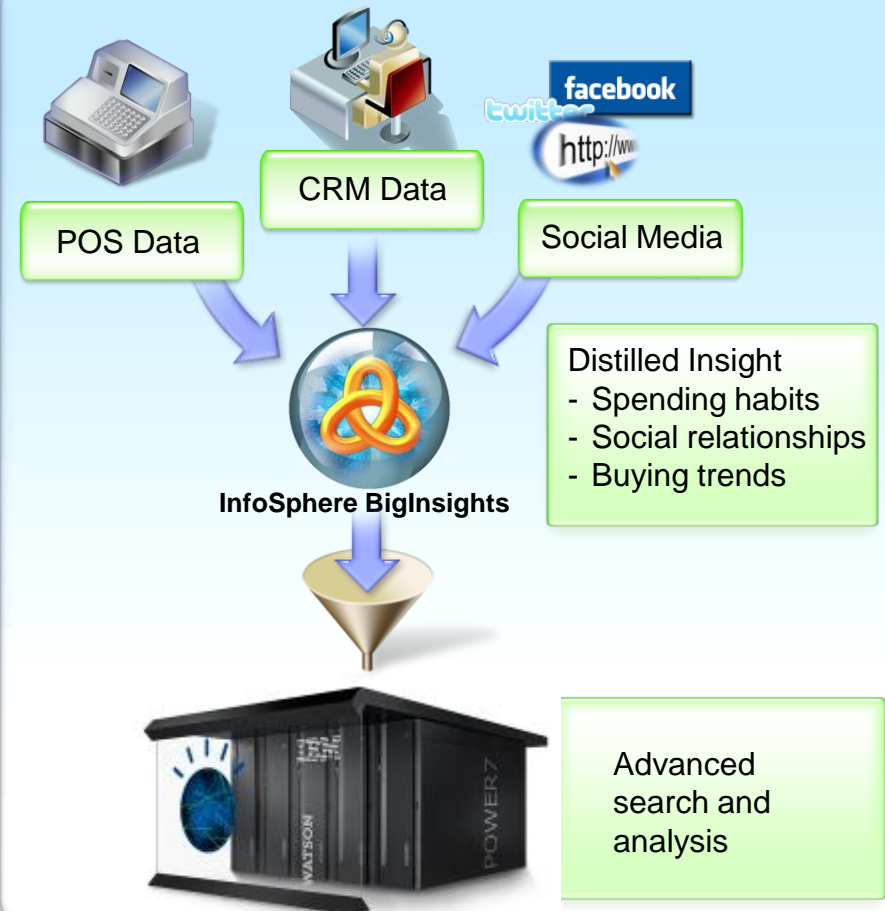 facebook
twitter
http://ww
CRM Data
POS Data
Social Media
Distilled Insight
- Spending habits
- Social relationships
- Buying trends
InfoSphere BigInsights
IBM
WATSON
POWER7
Advanced
search and
analysis